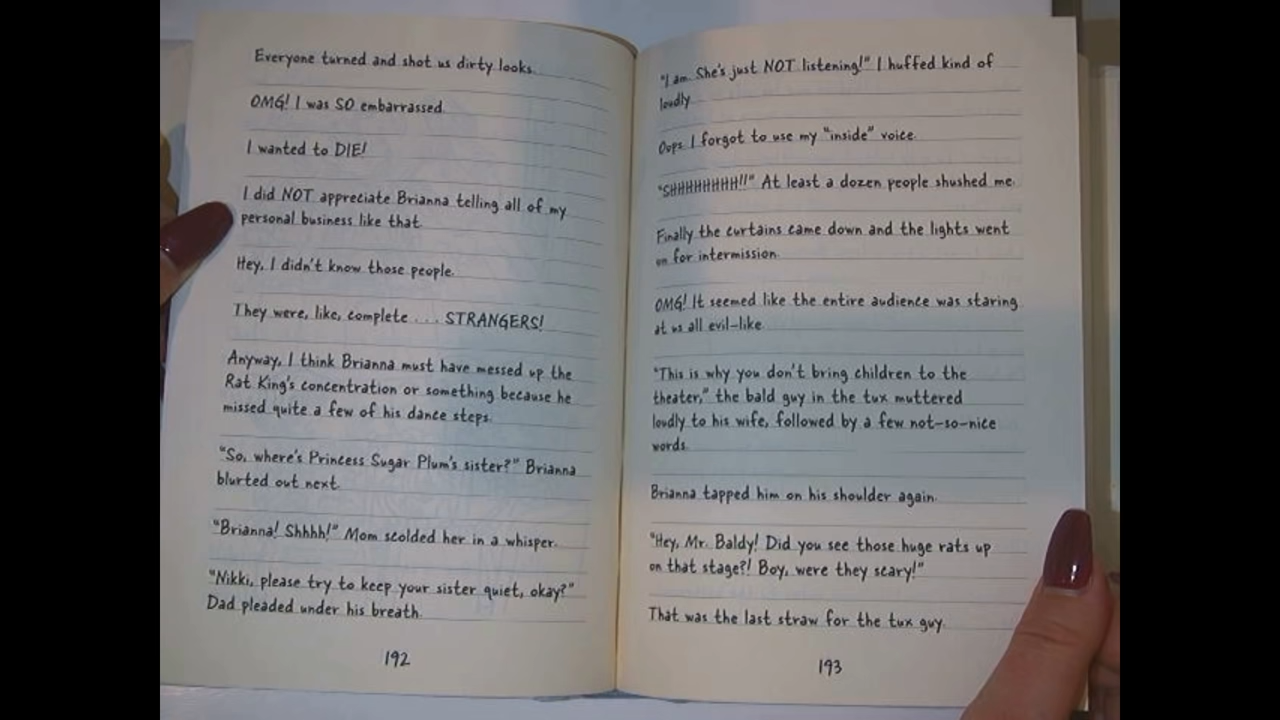 Everyone turned and shot us dirty looks.
OMG! I was SO embarrassed.
I wanted to DIE!
I did NOT appreciate Brianna telling all of my
personal business like that.
Hey, I didn't know those people.
They were, like, complete . . . STRANGERS!
Anyway, I think Brianna must have messed up the
Rat King's concentration or something because he
missed quite a few of his dance steps.
"So, where's Princess Sugar Plum's sister?" Brianna
blurted out next.
"Brianna! Shhhh!" Mom scolded her in a whisper.
"Nikki, please try to keep your sister quiet, okay?"
Dad pleaded under his breath.
192
"I am. She's just NOT listening!" I huffed kind of
loudly.
Oops. I forgot to use my "inside" voice.
"SHHHHHHHH!!" At least a dozen people shushed me.
Finally the curtains came down and the lights went
on for intermission.
OMG! It seemed like the entire audience was staring
at us all evil-like.
"This is why you don't bring children to the
theater," the bald guy in the tux muttered
loudly to his wife, followed by a few not-so-nice
words.
Brianna tapped him on his shoulder again.
"Hey, Mr. Baldy! Did you see those huge rats up
on that stage?! Boy, were they scary!"
That was the last straw for the tux guy.
193